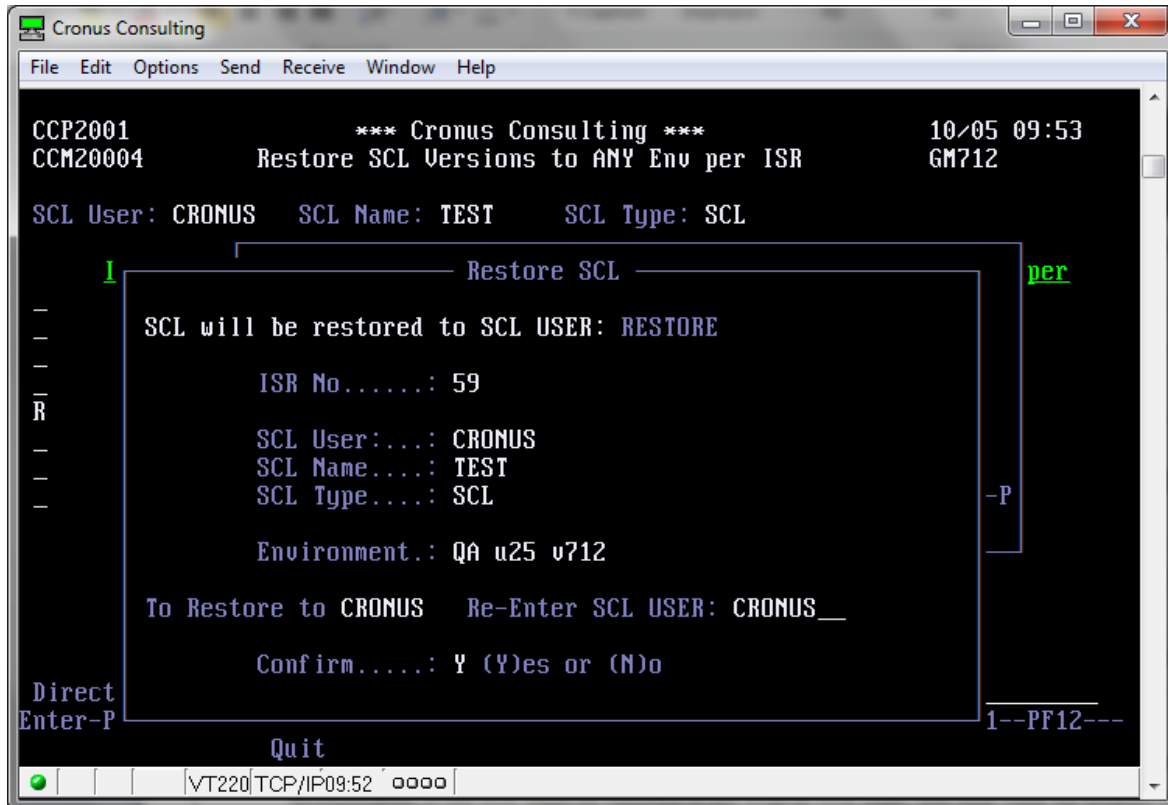 Cronus Consulting
File Edit Options Send Receive Window Help
CCP2001 *** Cronus Consulting *** 10/05 09:53
CCM20004 Restore SCL Versions to ANY Env per ISR GM712
SCL User: CRONUS SCL Name: TEST SCL Type: SCL
I Restore SCL per
SCL will be restored to SCL USER: RESTORE
ISR No......: 59
R
SCL User:...: CRONUS
SCL Name....: TEST
SCL Type....: SCL -P
Environment.: QA u25 v712
To Restore to CRONUS Re-Enter SCL USER: CRONUS__
Confirm.....: Y (Y)es or (N)o
Direct
Enter-P 1--PF12---
Quit
VT220 TCP/IP 09:52